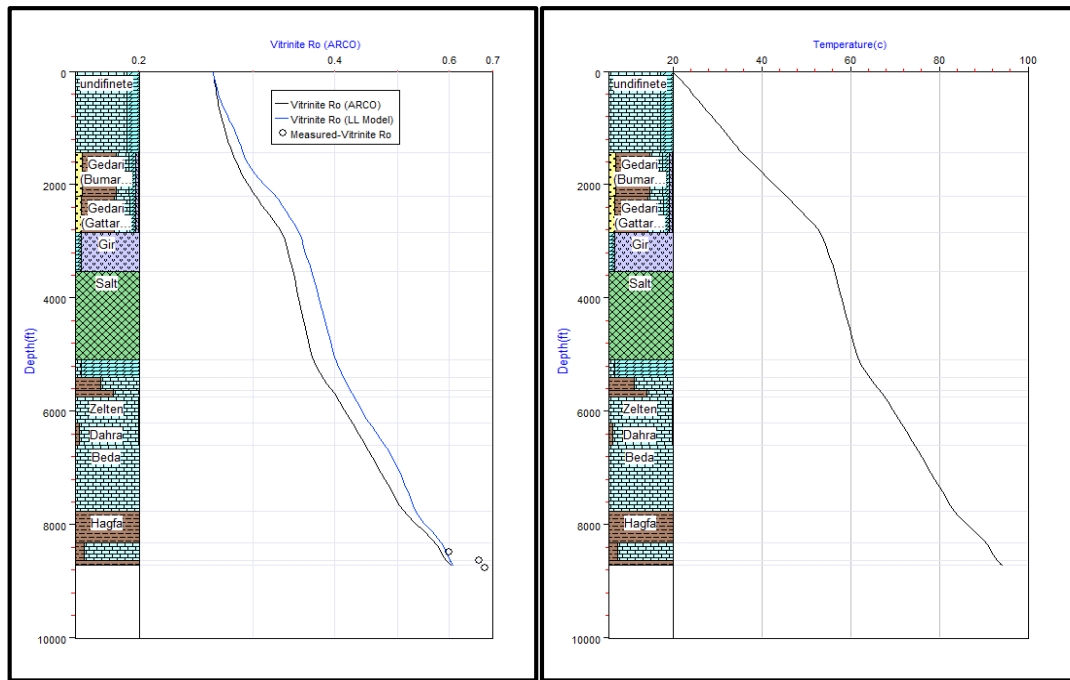 Vitrinite Ro (ARCO)
0.2
0.4
0.6
0.7
Depth(ft)
0
2000
4000
6000
8000
10000
undifinete
Gedari
(Bumar...
Gedari
(Gattar...
Gir
Salt
Zelten
Dahra
Beda
Hagfa
Vitrinite Ro (ARCO)
Vitrinite Ro (LL Model)
Measured-Vitrinite Ro
Temperature(c)
20
40
60
80
100
Depth(ft)
0
2000
4000
6000
8000
10000
undifinete
Gedari
(Bumar...
Gedari
(Gattar...
Gir
Salt
Zelten
Dahra
Beda
Hagfa